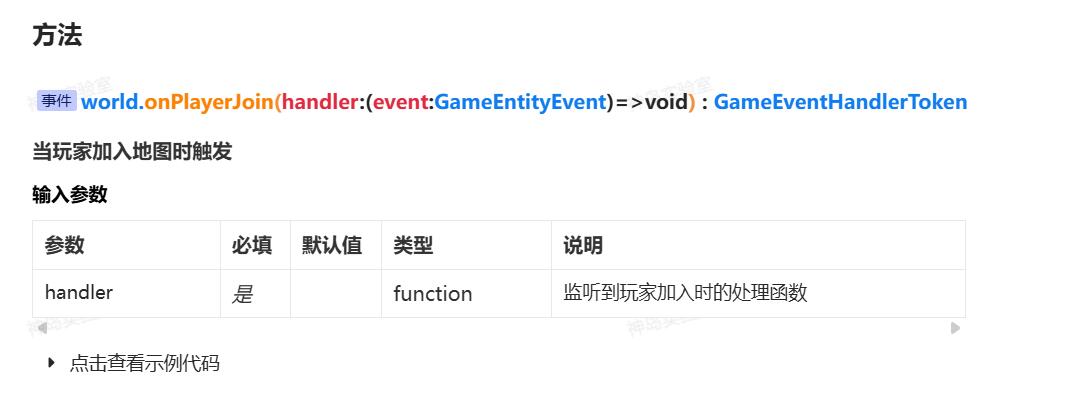 方法
事件 world.onPlayerJoin(handler:(event:GameEntityEvent)=>void) : GameEventHandlerToken
当玩家加入地图时触发
输入参数
参数 必填 默认值 类型 说明
handler 是 function 监听到玩家加入时的处理函数
点击查看示例代码